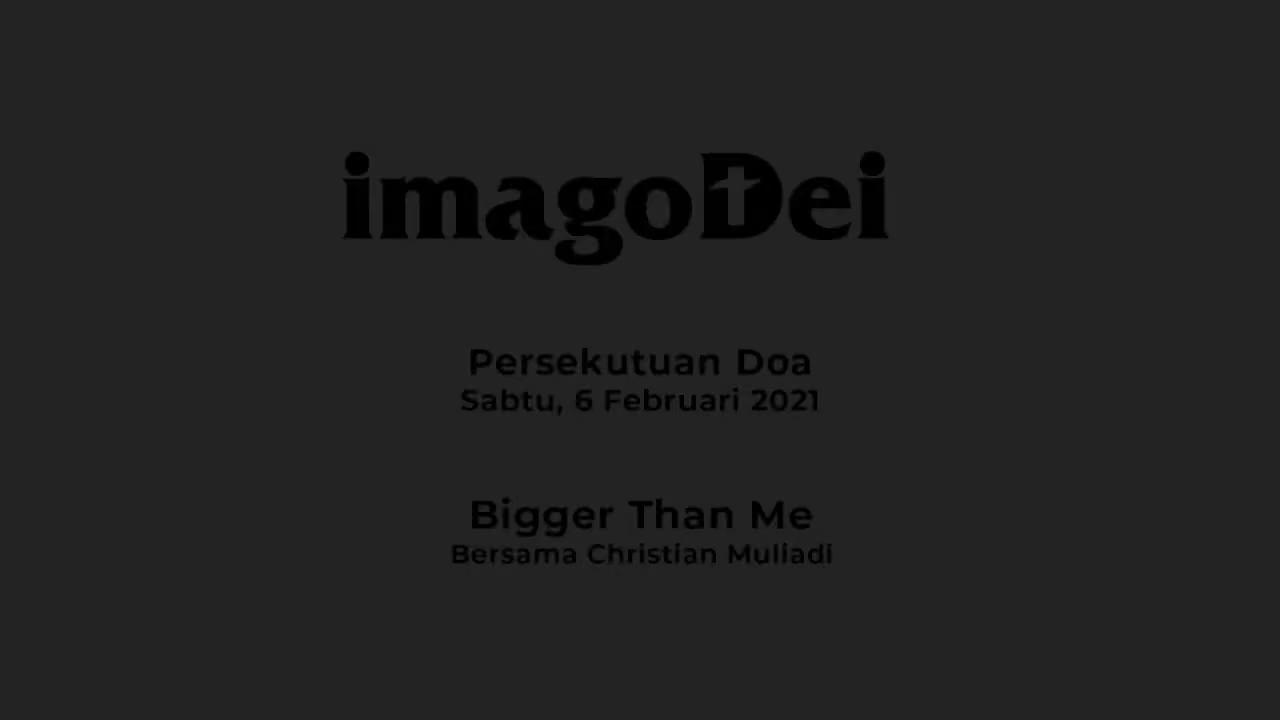 imagoDei
Persekutuan Doa
Sabtu, 6 Februari 2021
Bigger Than Me
Bersama Christian Muliadi